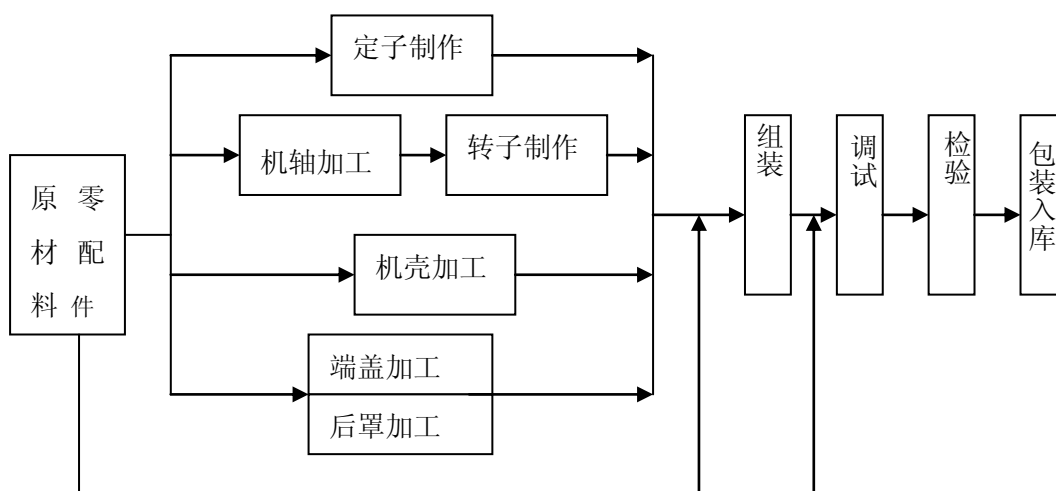 定子制作
机轴加工
转子制作
原 零
材 配
料 件
机壳加工
端盖加工
后罩加工
组装
调试
检验
包装入库